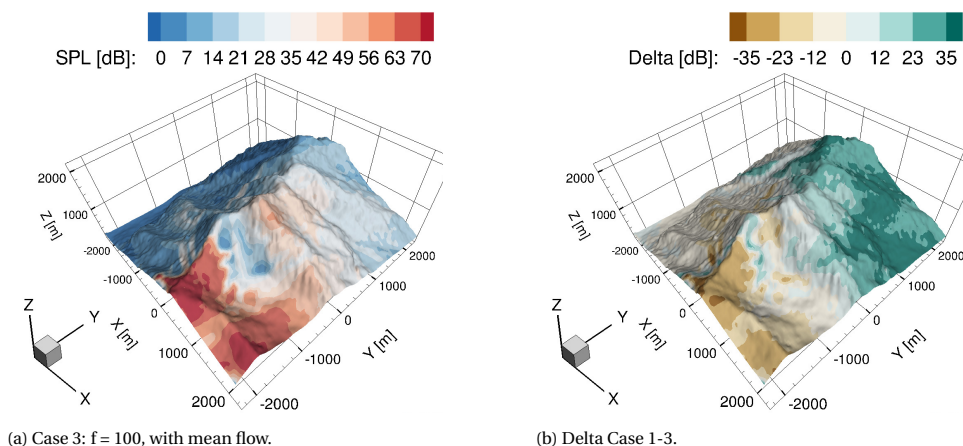 SPL [dB]: 0 7 14 21 28 35 42 49 56 63 70
Delta [dB]: -35 -23 -12 0 12 23 35
2000
1000
Z [m]
-2000
-1000
0
X [m]
1000
2000
-2000
-1000
0
Y [m]
1000
2000
Z
Y
X
2000
1000
Z [m]
-2000
-1000
0
X [m]
1000
2000
-2000
-1000
0
Y [m]
1000
2000
Z
Y
X
(a) Case 3: f = 100, with mean flow.
(b) Delta Case 1-3.